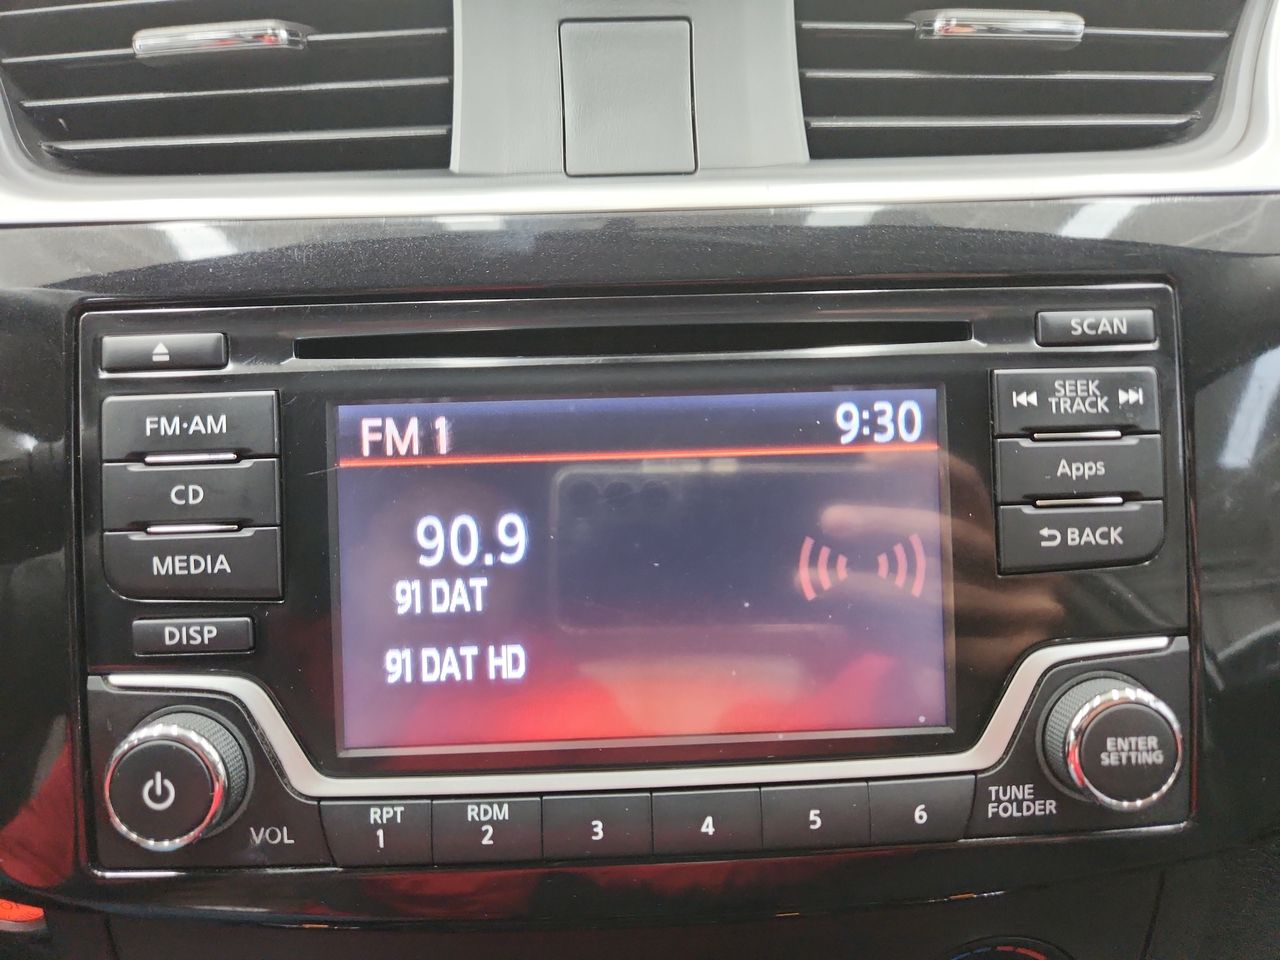 SCAN
FM·AM
CD
MEDIA
DISP
FM 1
9:30
90.9
91 DAT
91 DAT HD
SEEK
TRACK
Apps
BACK
VOL
RPT
1
RDM
2
3
4
5
6
TUNE
FOLDER
ENTER
SETTING